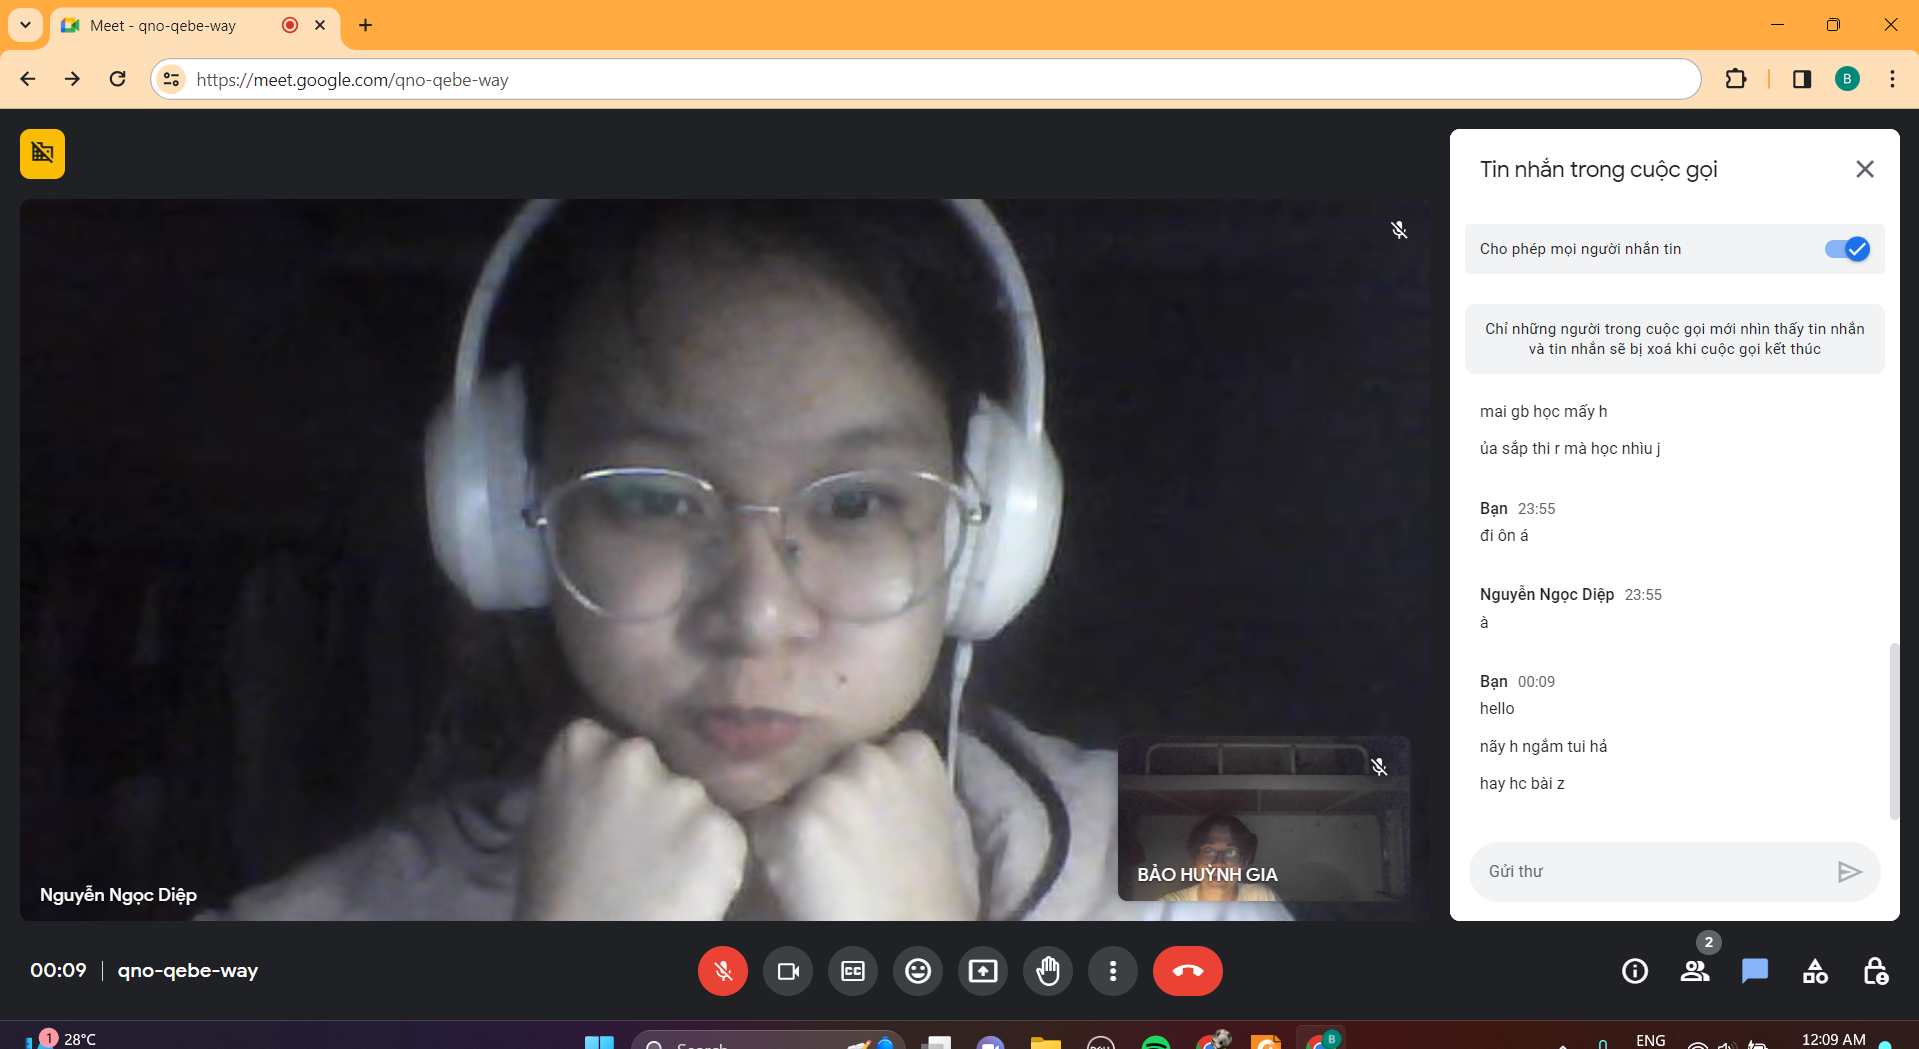 Meet - qno-qebe-way
https://meet.google.com/qno-qebe-way
B
Tin nhắn trong cuộc gọi
Cho phép mọi người nhắn tin
Chỉ những người trong cuộc gọi mới nhìn thấy tin nhắn
và tin nhắn sẽ bị xoá khi cuộc gọi kết thúc
mai gb học mấy h
ủa sắp thi r mà học nhìu j
Bạn 23:55
đi ôn á
Nguyễn Ngọc Diệp 23:55
à
Bạn 00:09
hello
nãy h ngắm tui hả
hay hc bài z
Gửi thư
BẢO HUỲNH GIA
Nguyễn Ngọc Diệp
00:09 | qno-qebe-way
CC
2
1
28°C
Search
B
ENG
12:09 AM